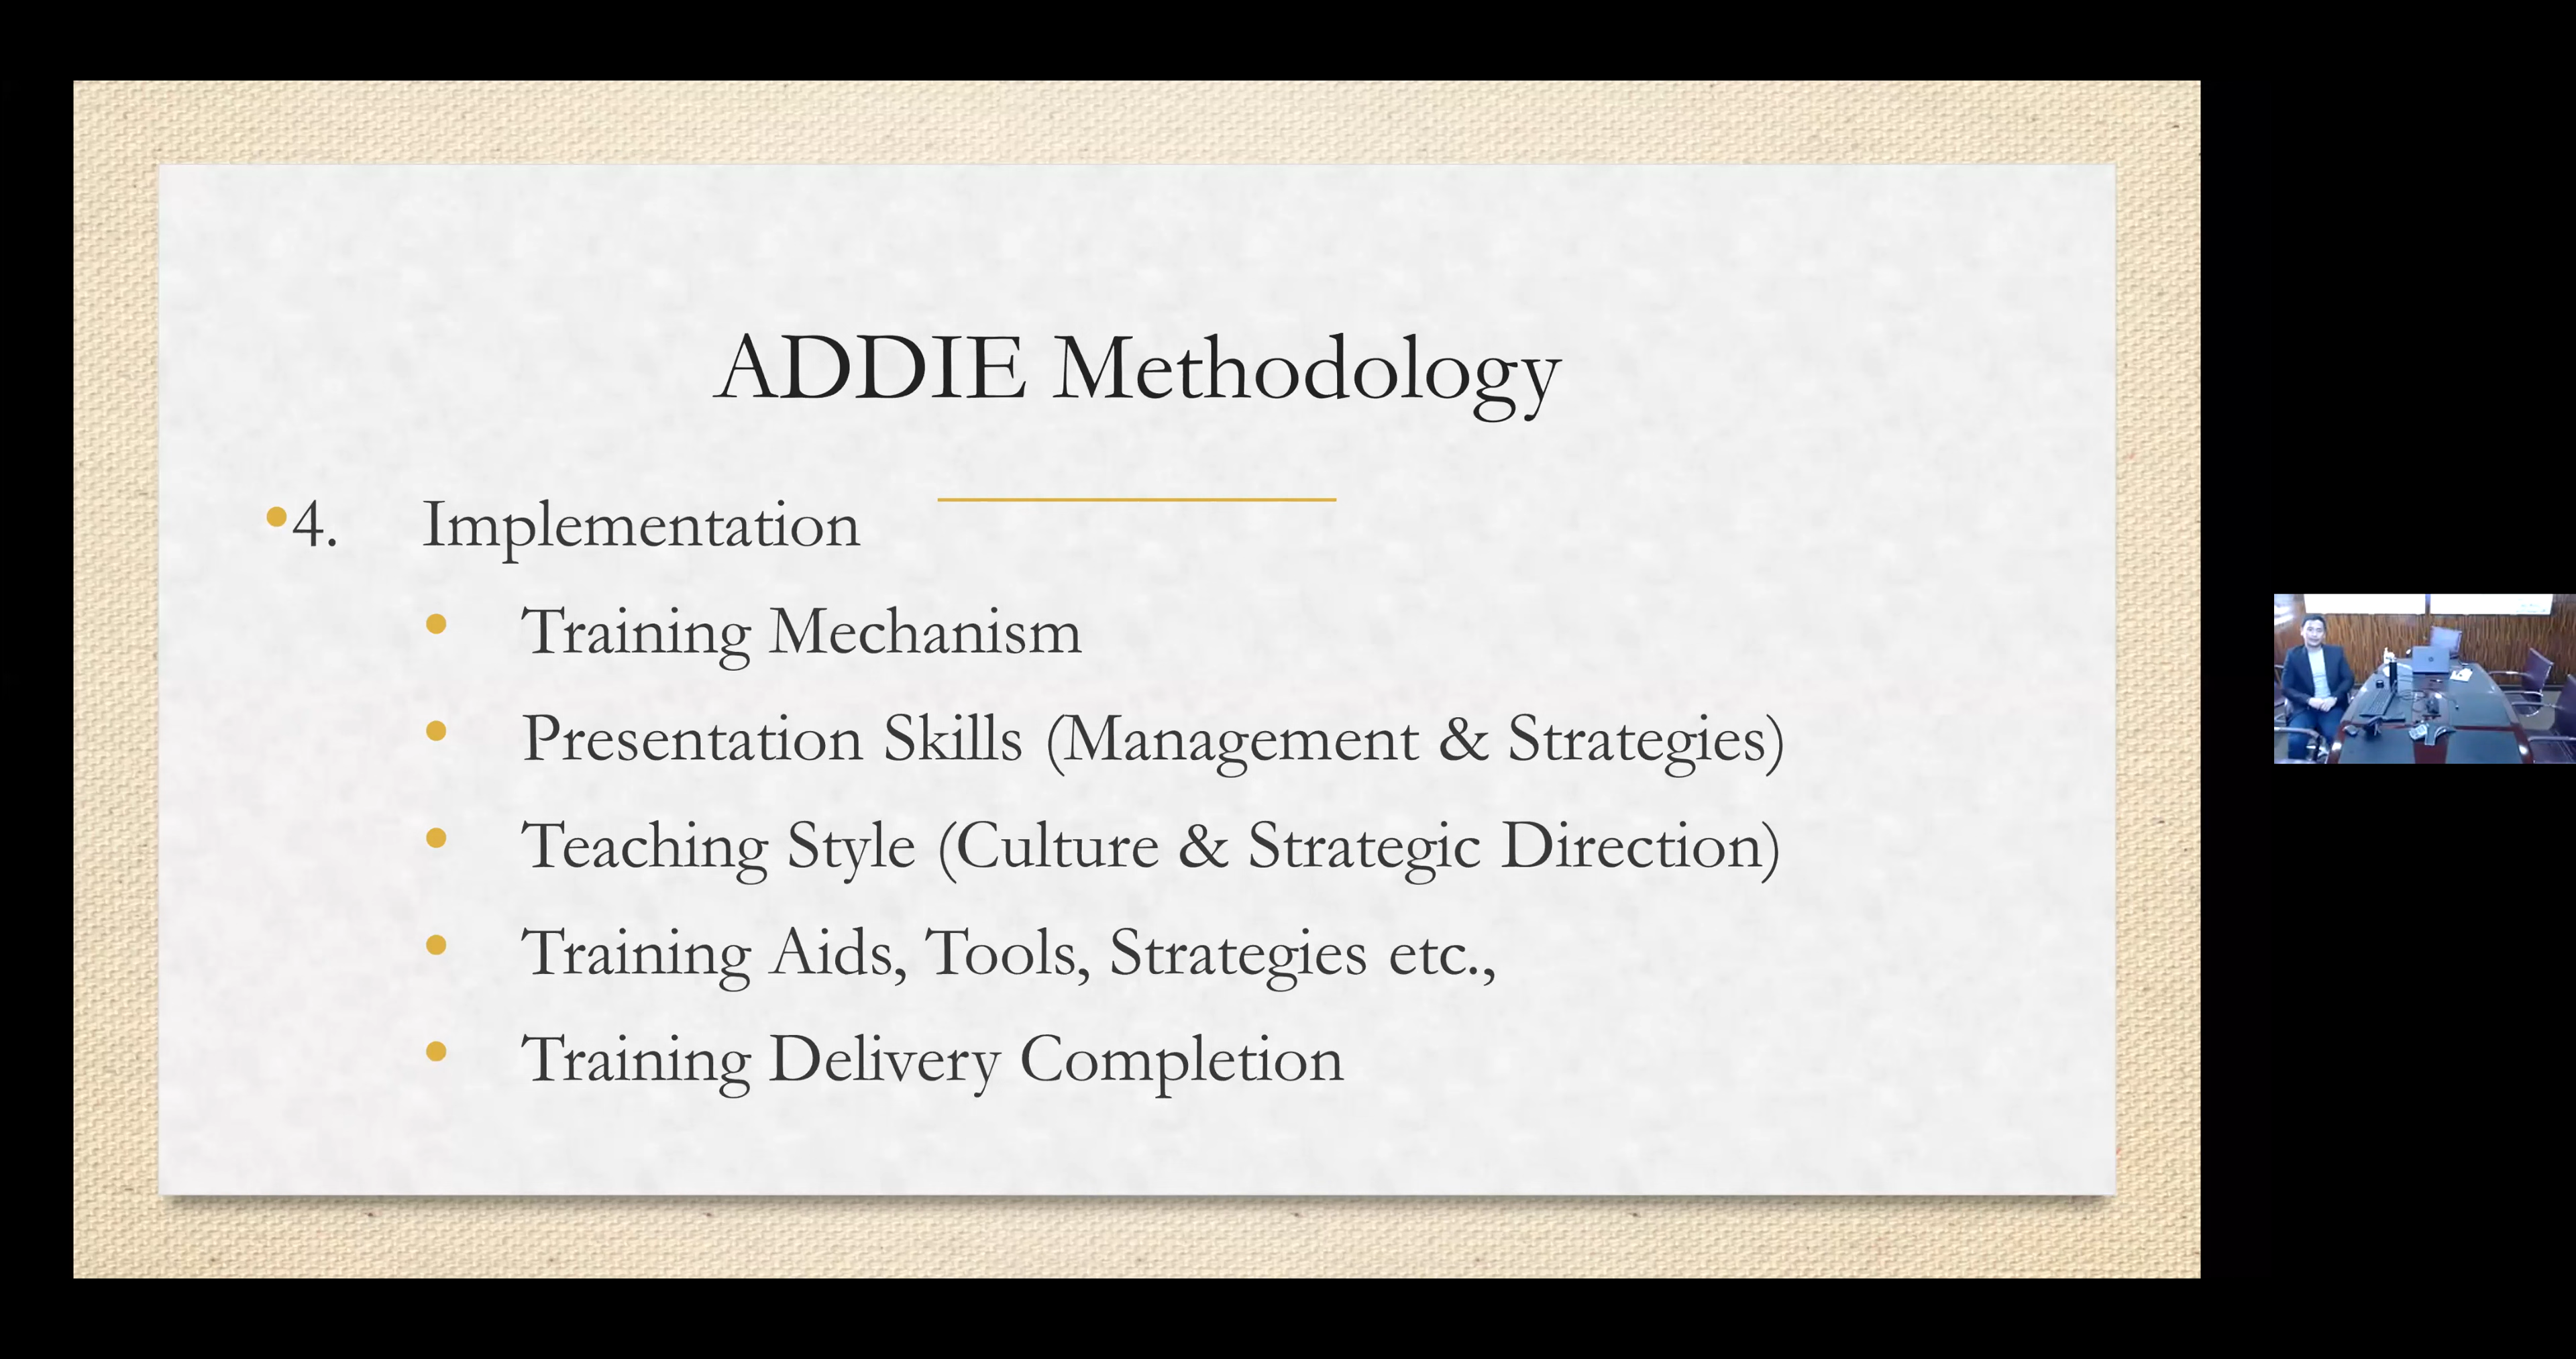 ADDIE Methodology
•4. Implementation
• Training Mechanism
• Presentation Skills (Management & Strategies)
• Teaching Style (Culture & Strategic Direction)
• Training Aids, Tools, Strategies etc.,
• Training Delivery Completion